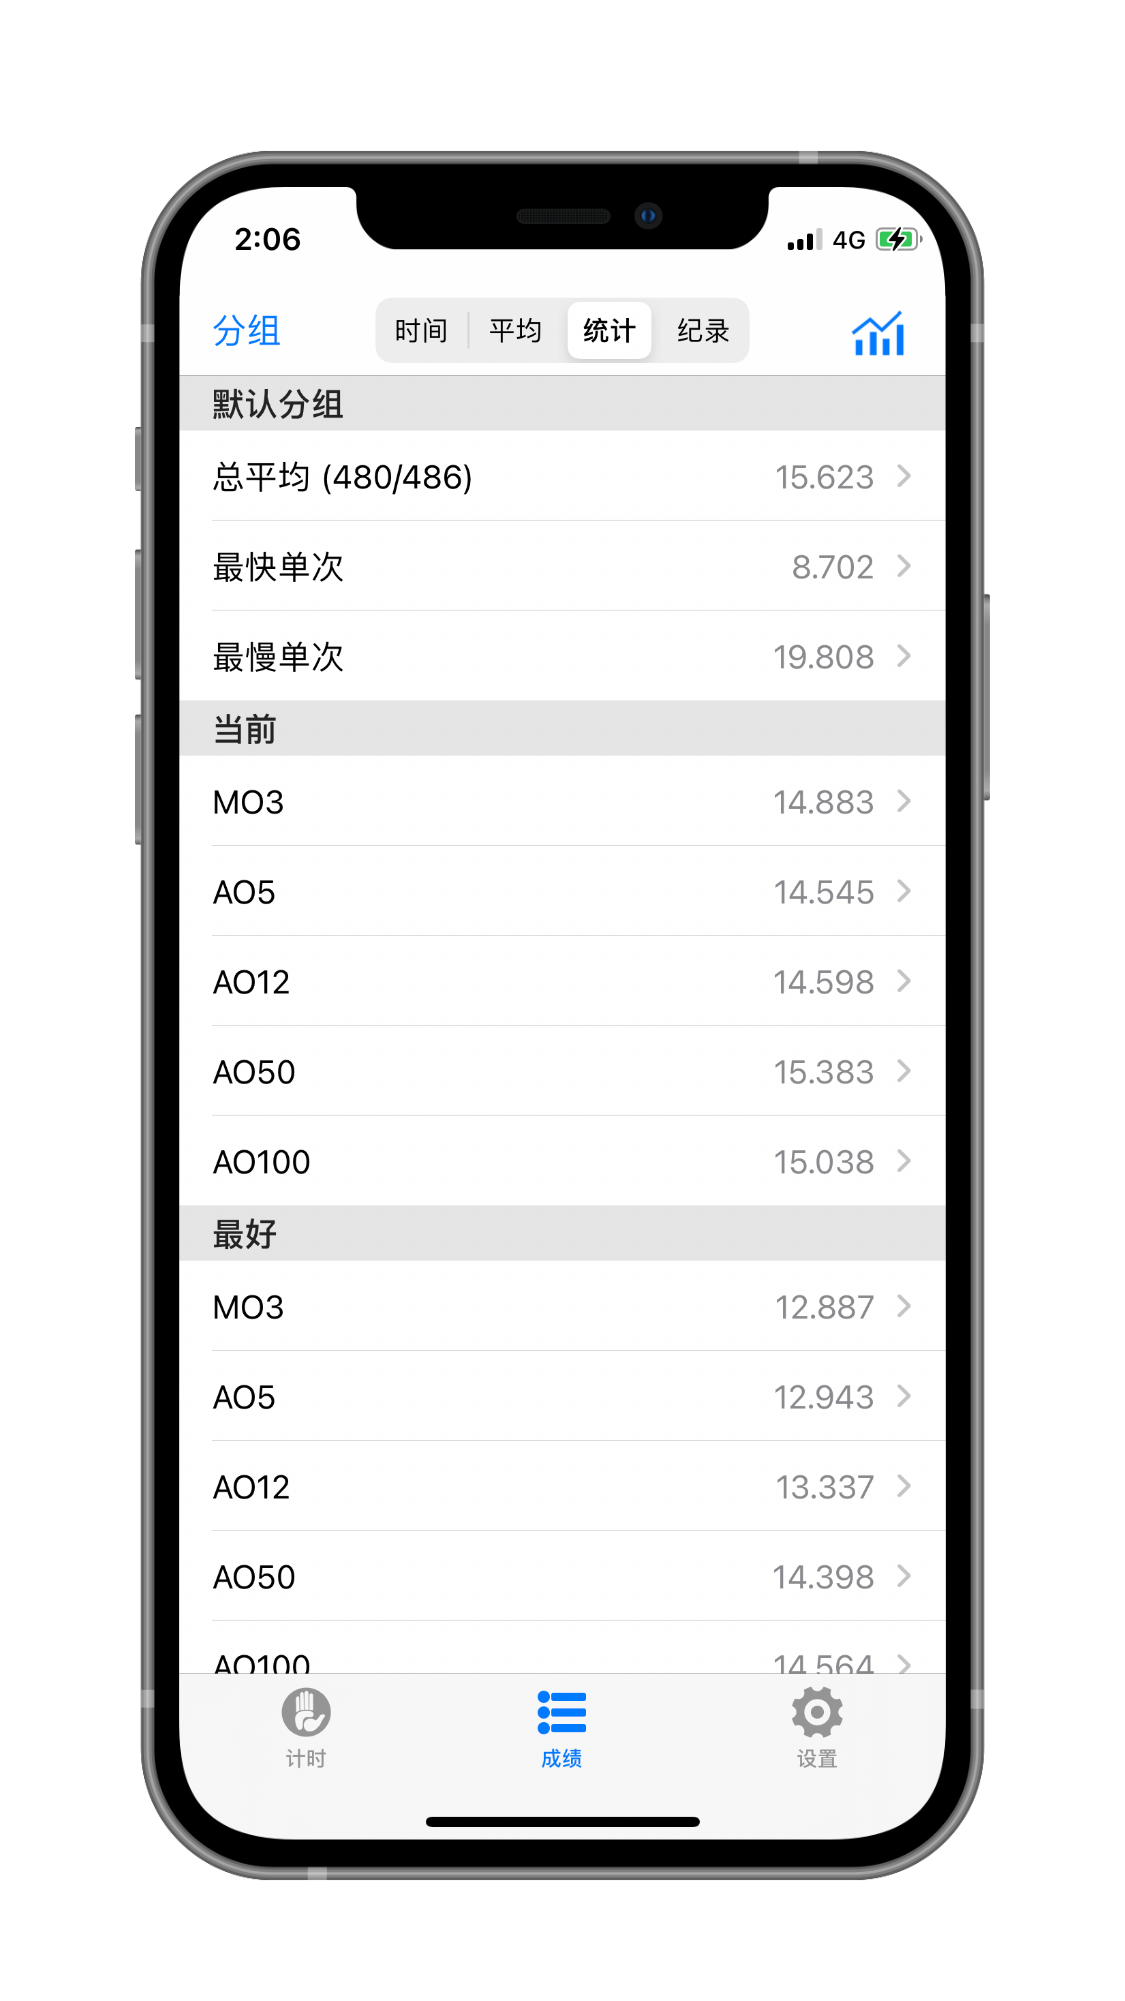 2:06 4G
分组 时间 平均 统计 纪录
默认分组
总平均 (480/486) 15.623
最快单次 8.702
最慢单次 19.808
当前
MO3 14.883
AO5 14.545
AO12 14.598
AO50 15.383
AO100 15.038
最好
MO3 12.887
AO5 12.943
AO12 13.337
AO50 14.398
AO100 14.564
计时 成绩 设置